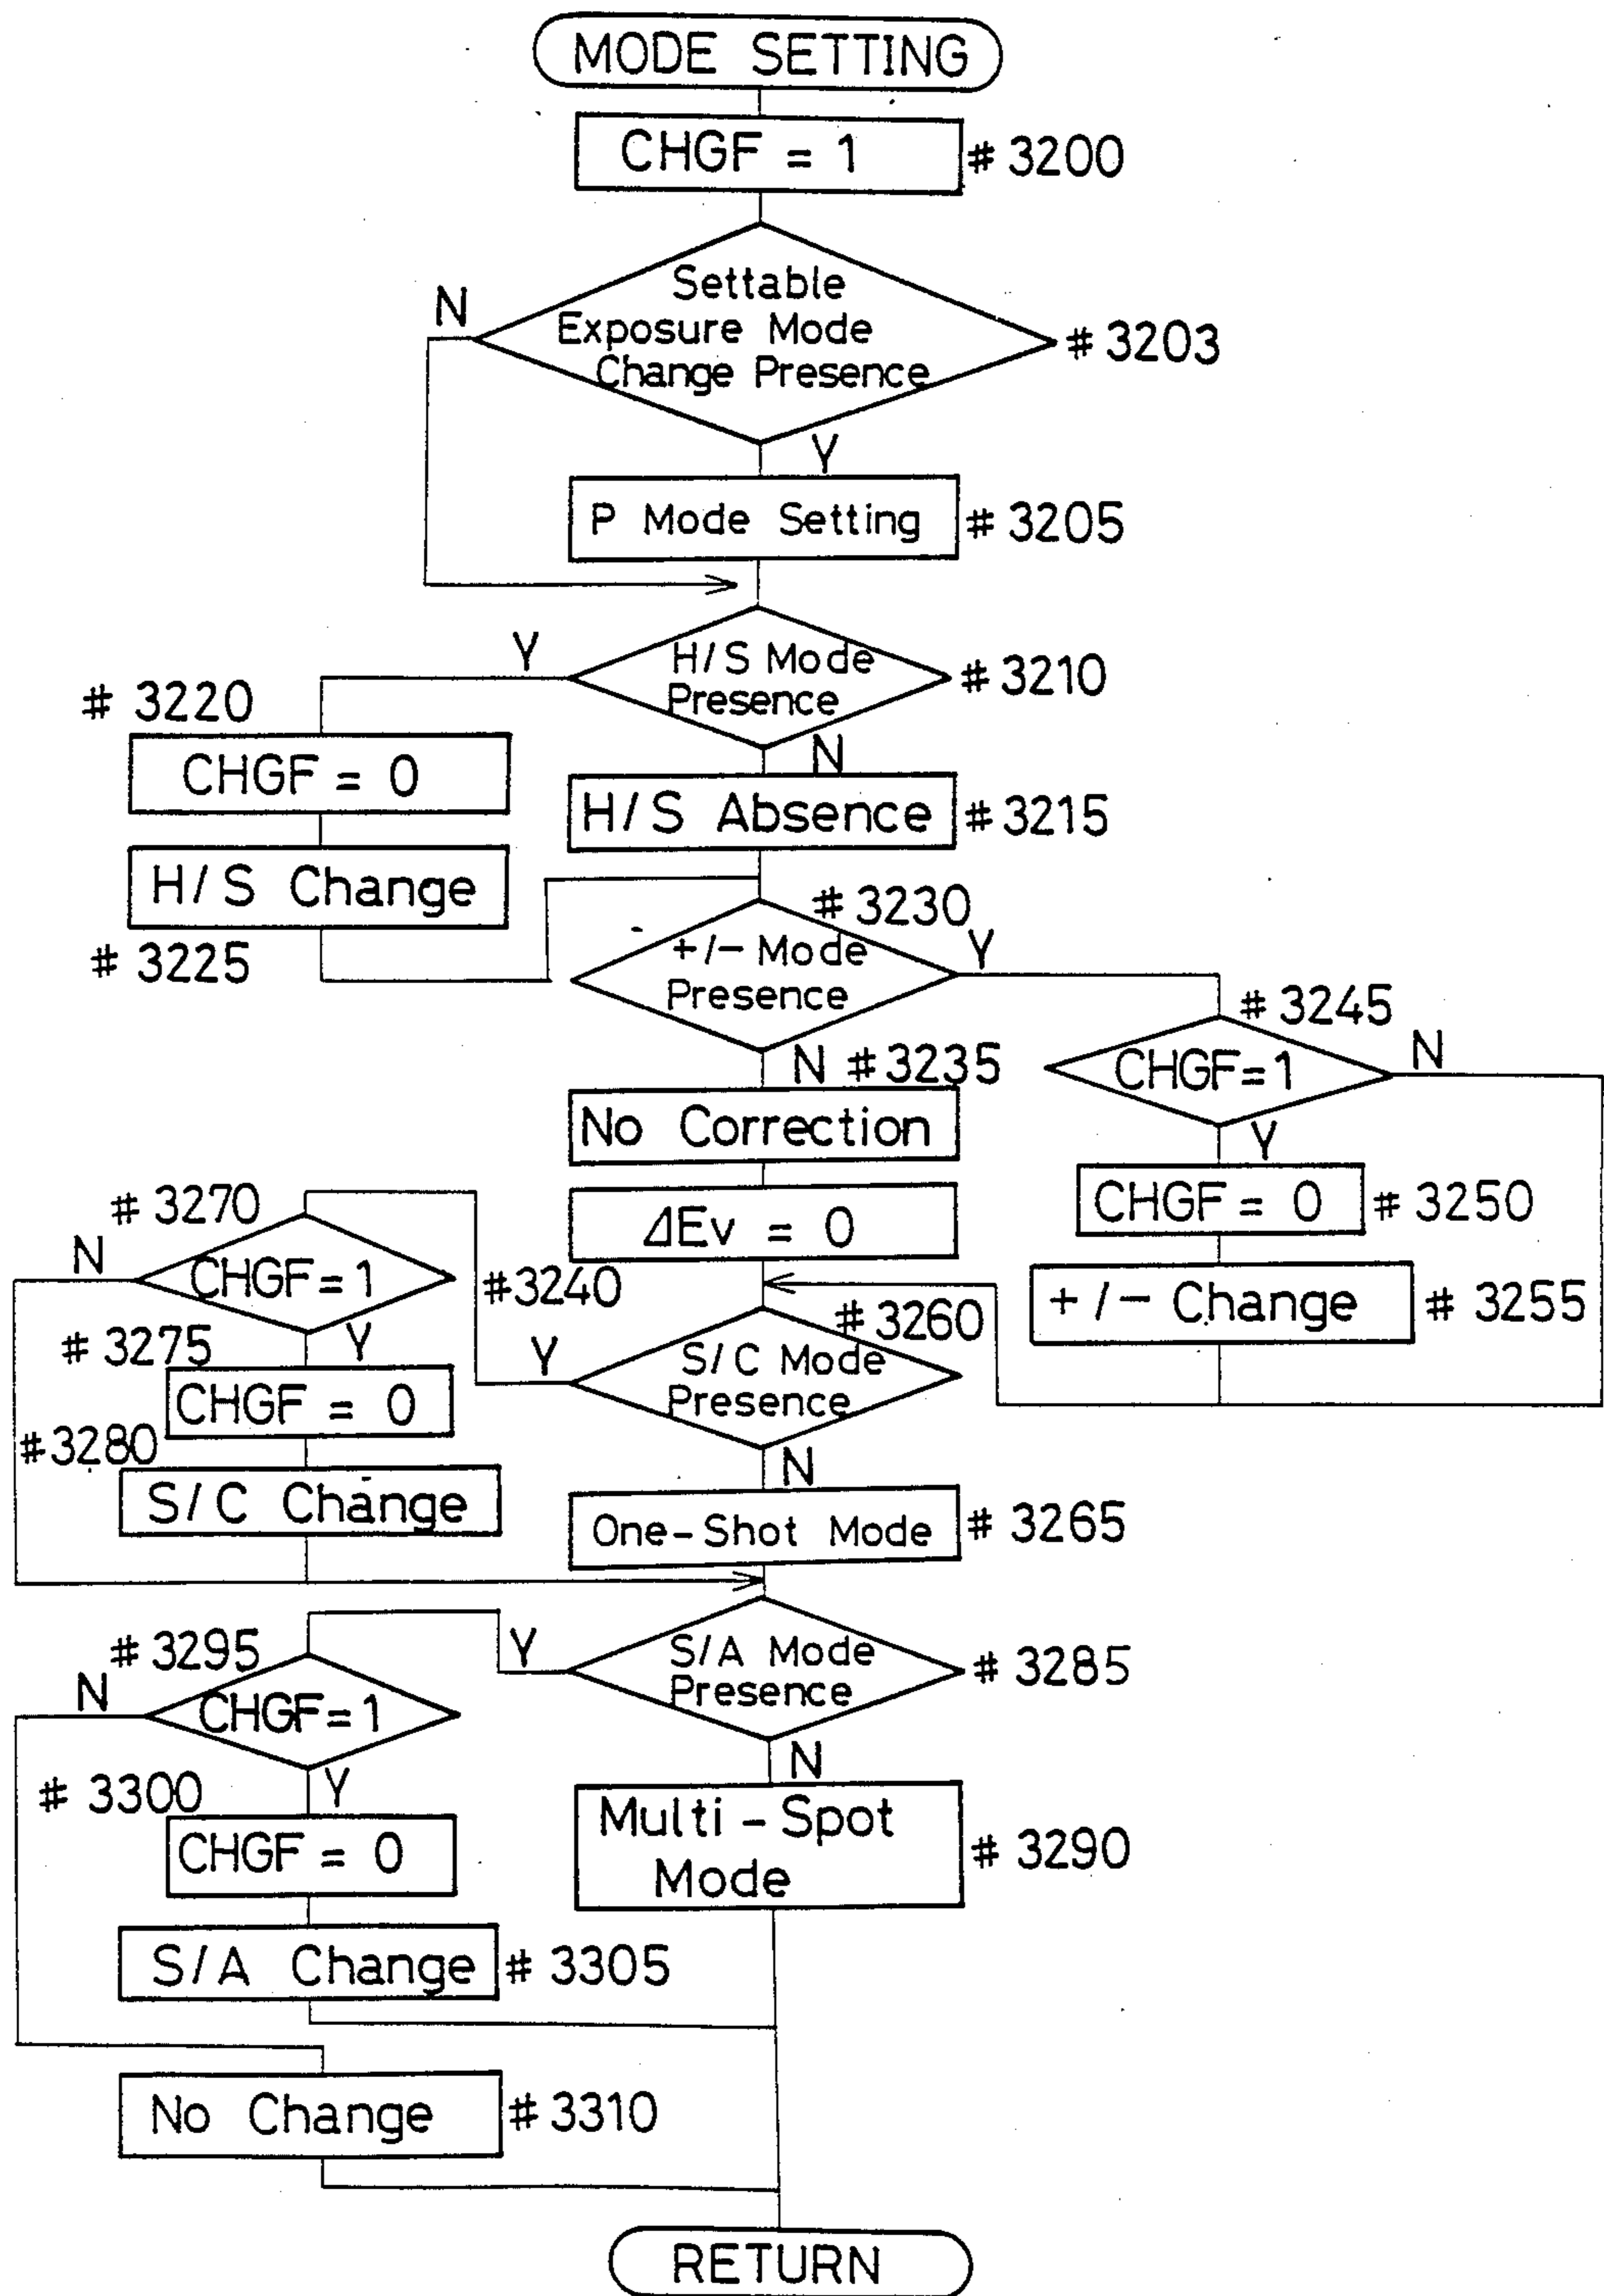 MODE SETTING
CHGF = 1
# 3200
Settable
Exposure Mode
Change Presence
# 3203
N
Y
P Mode Setting
# 3205
H/S Mode
Presence
# 3210
Y
N
# 3220
CHGF = 0
H/S Absence
# 3215
H/S Change
# 3225
# 3230
+/- Mode
Presence
Y
N
# 3235
# 3245
CHGF=1
N
Y
No Correction
CHGF = 0
# 3250
ΔEv = 0
#3240
+/- Change
# 3255
# 3270
CHGF=1
N
Y
# 3260
S/C Mode
Presence
Y
N
# 3275
CHGF = 0
#3280
S/C Change
One-Shot Mode
# 3265
S/A Mode
Presence
# 3285
Y
N
# 3295
CHGF=1
N
Y
# 3300
CHGF = 0
Multi-Spot
Mode
# 3290
S/A Change
# 3305
No Change
# 3310
RETURN